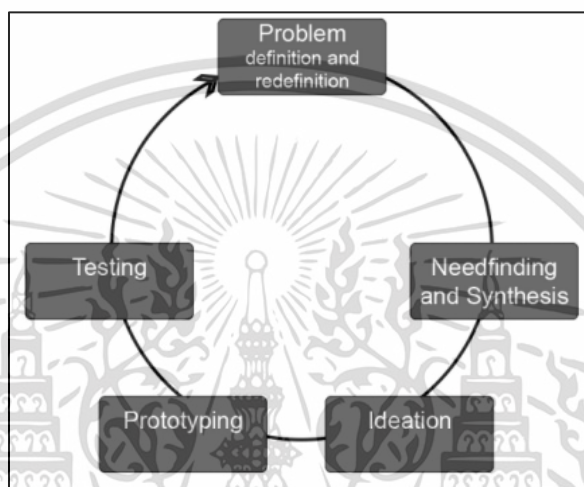 Problem
definition and
redefinition
Needfinding
and Synthesis
Ideation
Prototyping
Testing